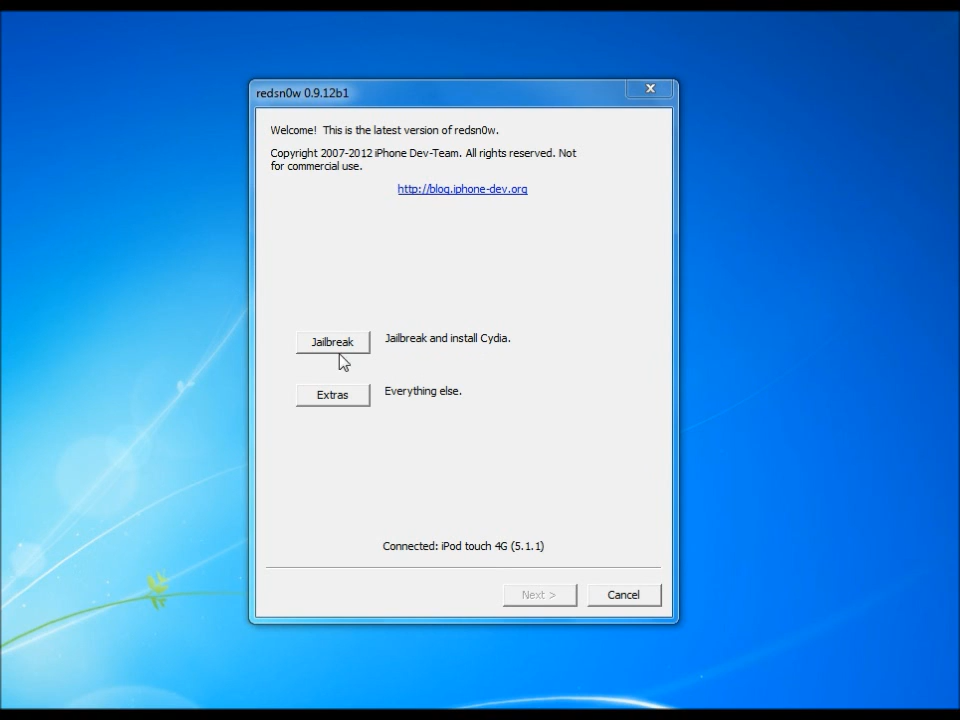 redsn0w 0.9.12b1
Welcome! This is the latest version of redsn0w.
Copyright 2007-2012 iPhone Dev-Team. All rights reserved. Not
for commercial use.
http://blog.iphone-dev.org
Jailbreak
Jailbreak and install Cydia.
Extras
Everything else.
Connected: iPod touch 4G (5.1.1)
Next >
Cancel